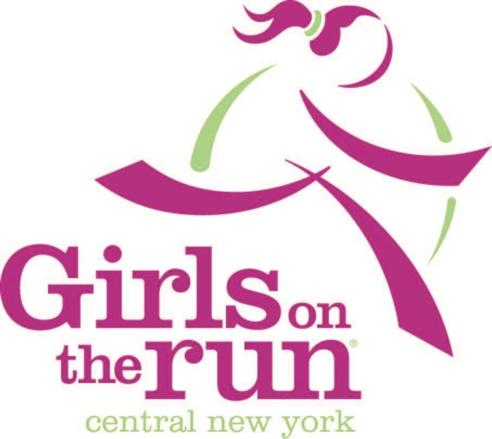 Girls on
the run®
central new york